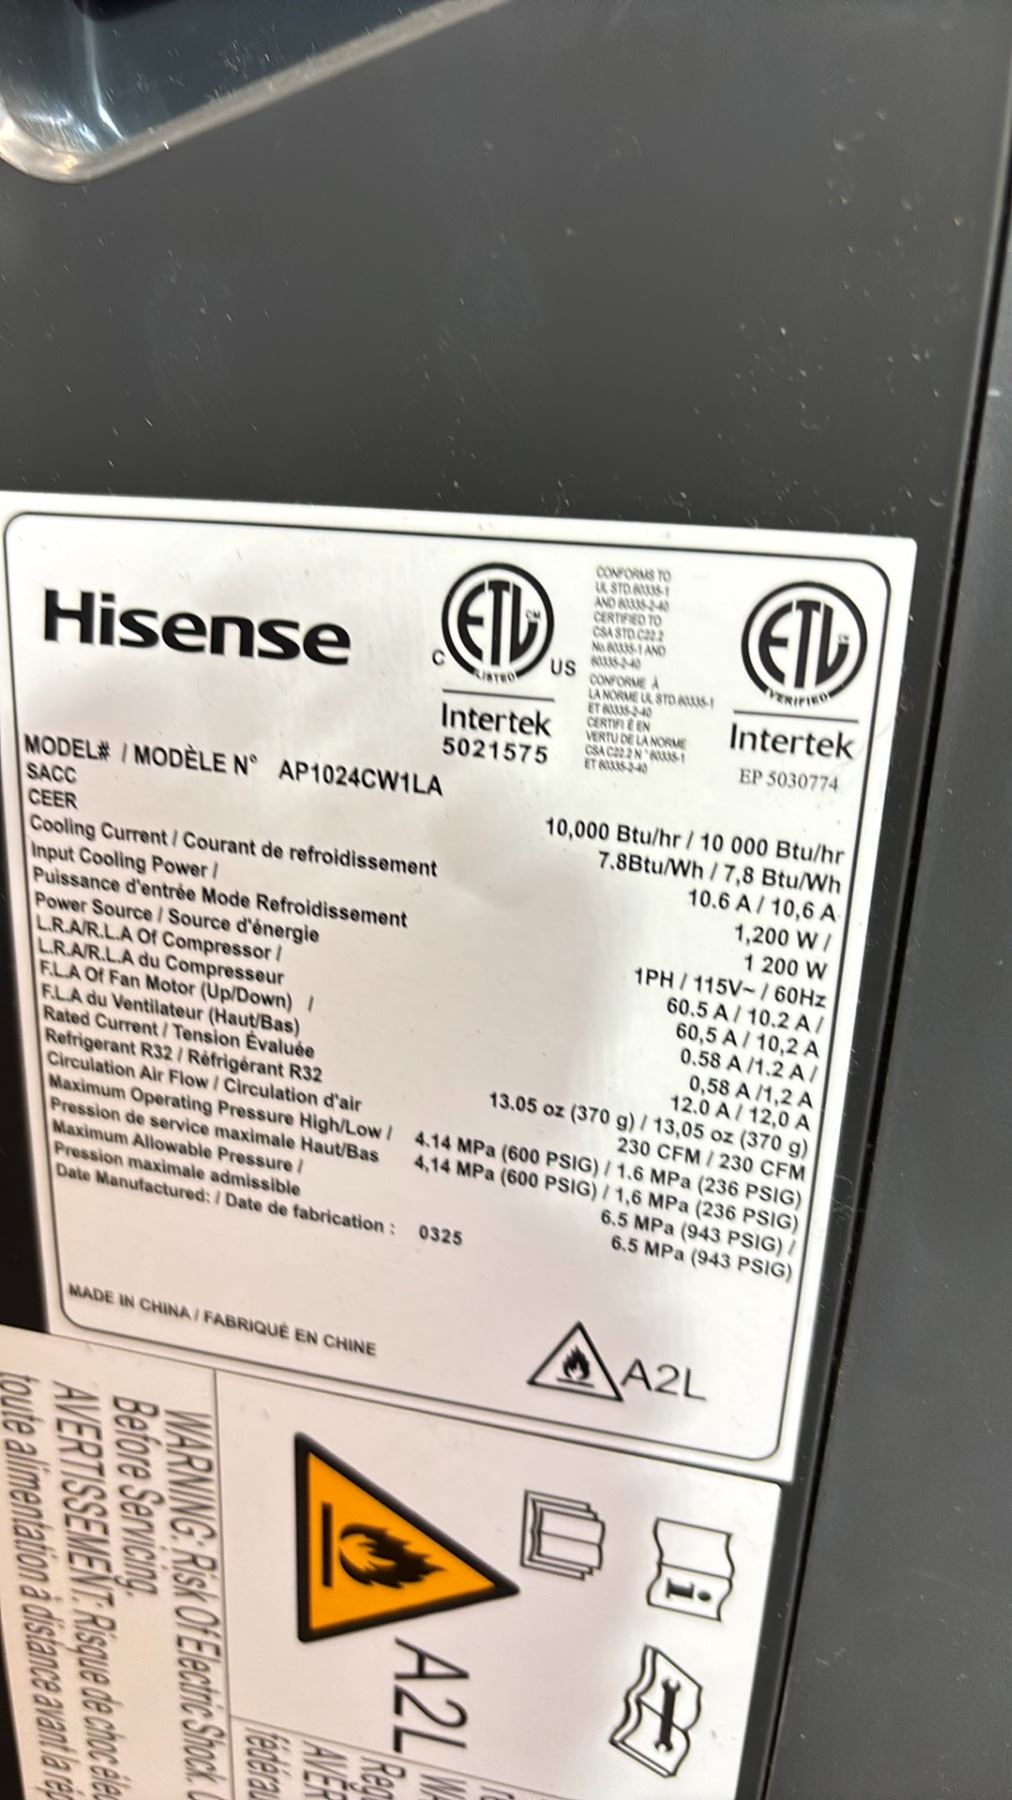 Hisense
ETL CM
LISTED
C US
Intertek
5021575
CONFORMS TO
UL STD.60335-1
AND 60335-2-40
CERTIFIED TO
CSA STD.C22.2
No.60335-1 AND
60335-2-40
CONFORME À
LA NORME UL STD.60335-1
ET 60335-2-40
CERTIFI É EN
VERTU DE LA NORME
CSA C22.2 N ° 60335-1
ET 60335-2-40
ETL
VERIFIED
Intertek
EP 5030774
MODEL# / MODÈLE N° AP1024CW1LA
SACC 10,000 Btu/hr / 10 000 Btu/hr
CEER 7.8Btu/Wh / 7,8 Btu/Wh
Cooling Current / Courant de refroidissement 10.6 A / 10,6 A
Input Cooling Power / 1,200 W /
Puissance d'entrée Mode Refroidissement 1 200 W
Power Source / Source d'énergie 1PH / 115V~ / 60Hz
L.R.A/R.L.A Of Compressor / 60.5 A / 10.2 A /
L.R.A/R.L.A du Compresseur 60,5 A / 10,2 A
F.L.A Of Fan Motor (Up/Down) / 0.58 A /1.2 A /
F.L.A du Ventilateur (Haut/Bas) 0,58 A /1,2 A
Rated Current / Tension Évaluée 12.0 A / 12,0 A
Refrigerant R32 / Réfrigérant R32 13.05 oz (370 g) / 13,05 oz (370 g)
Circulation Air Flow / Circulation d'air 230 CFM / 230 CFM
Maximum Operating Pressure High/Low / 4.14 MPa (600 PSIG) / 1.6 MPa (236 PSIG)
Pression de service maximale Haut/Bas 4,14 MPa (600 PSIG) / 1,6 MPa (236 PSIG)
Maximum Allowable Pressure / 6.5 MPa (943 PSIG) /
Pression maximale admissible 6.5 MPa (943 PSIG)
Date Manufactured: / Date de fabrication : 0325
MADE IN CHINA / FABRIQUÉ EN CHINE
A2L
A2L
WARNING: Risk Of Electric Shock.
Before Servicing.
AVERTISSEMENT: Risque de choc élec
toute alimentation à distance avant la
WA
Reg
AVER
fédéra